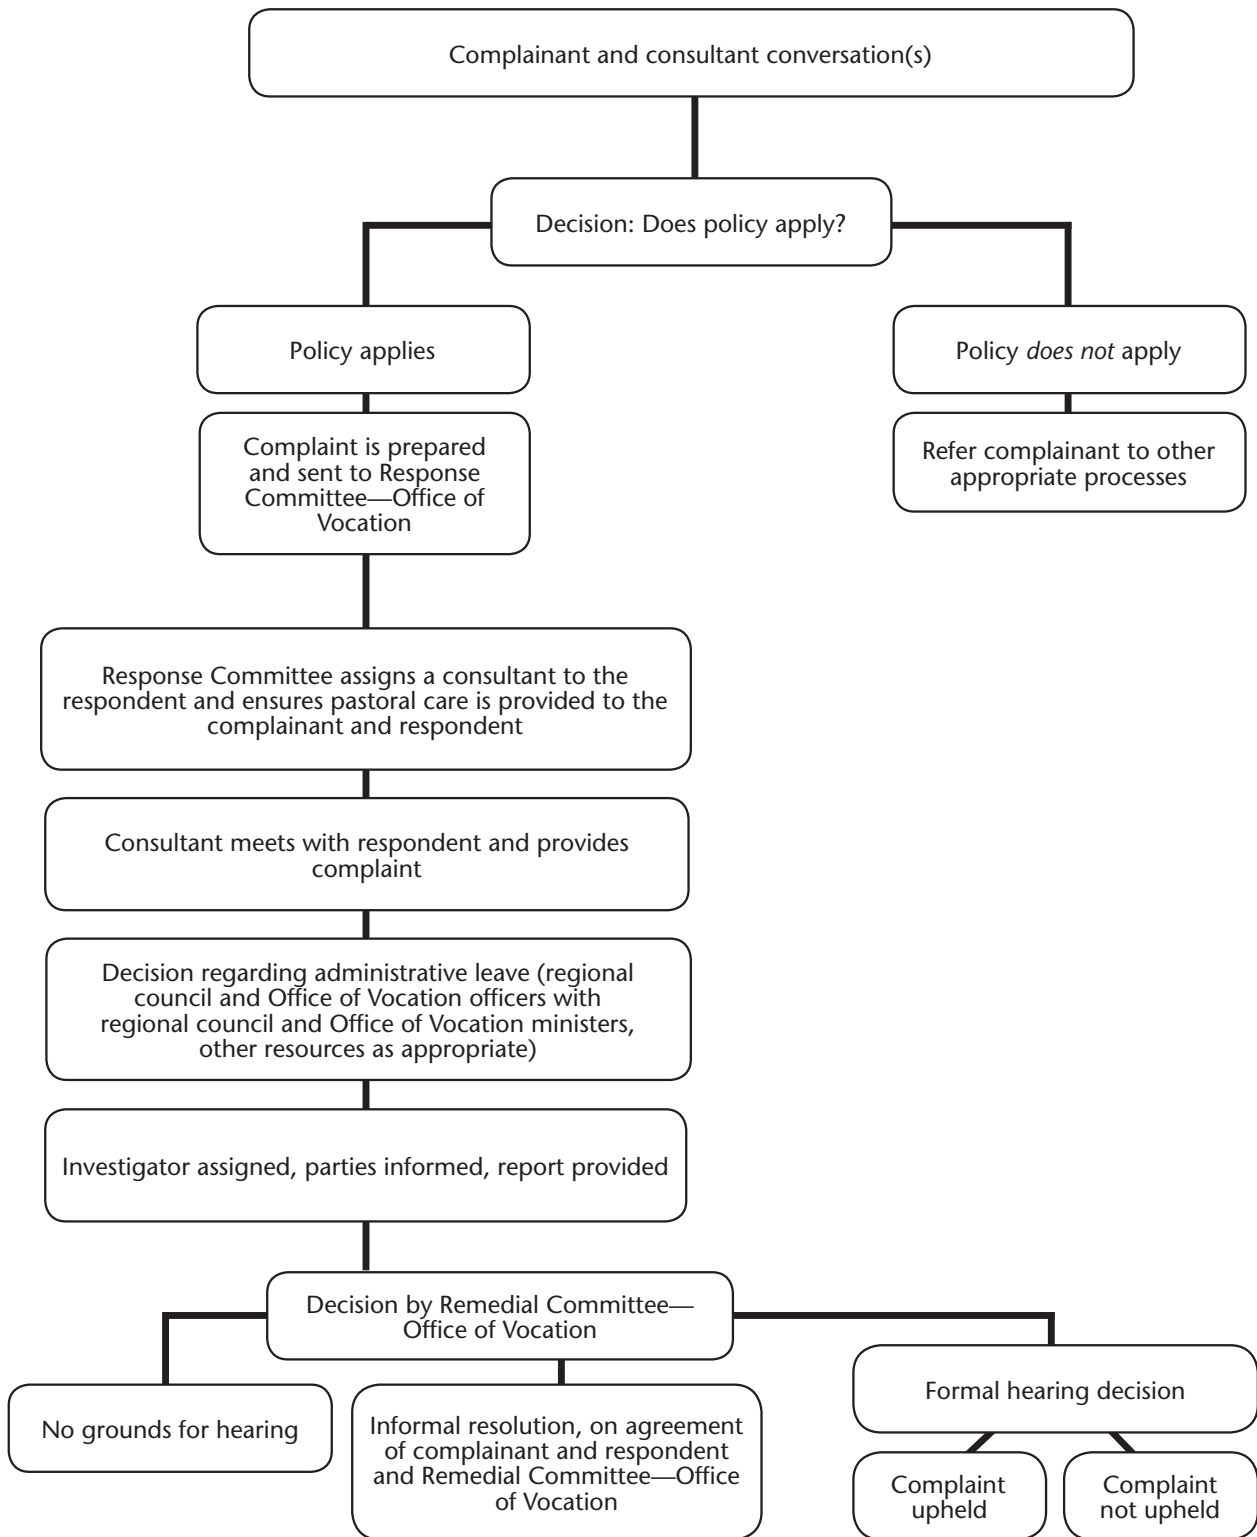 Complainant and consultant conversation(s)
Decision: Does policy apply?
Policy applies
Policy does not apply
Complaint is prepared
and sent to Response
Committee—Office of
Vocation
Refer complainant to other
appropriate processes
Response Committee assigns a consultant to the
respondent and ensures pastoral care is provided to the
complainant and respondent
Consultant meets with respondent and provides
complaint
Decision regarding administrative leave (regional
council and Office of Vocation officers with
regional council and Office of Vocation ministers,
other resources as appropriate)
Investigator assigned, parties informed, report provided
Decision by Remedial Committee—
Office of Vocation
No grounds for hearing
Informal resolution, on agreement
of complainant and respondent
and Remedial Committee—Office
of Vocation
Formal hearing decision
Complaint
upheld
Complaint
not upheld